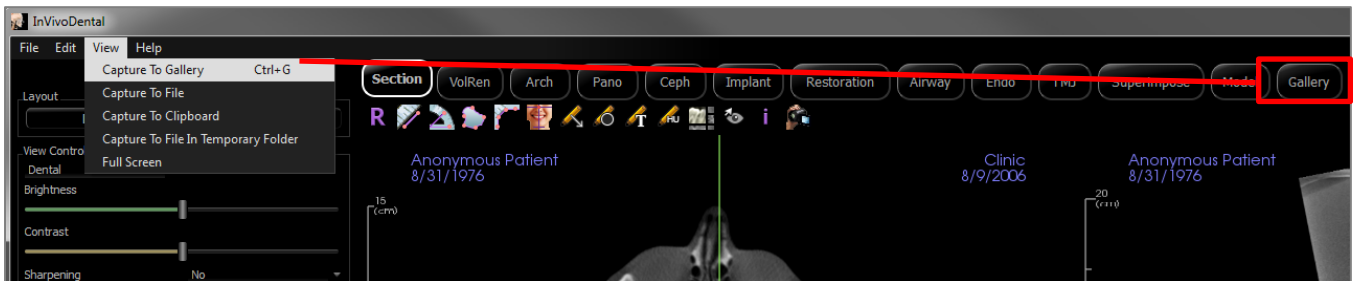 InVivoDental
File Edit View Help
Capture To Gallery Ctrl+G
Capture To File
Capture To Clipboard
Capture To File In Temporary Folder
Full Screen
Layout
View Contro
Dental
Brightness
Contrast
Sharpening No
Section VolRen Arch Pano Ceph Implant Restoration Airway Endo TMJ Superimpose Model Gallery
R T HU i
Anonymous Patient
8/31/1976
Clinic
8/9/2006
Anonymous Patient
8/31/1976
15
(cm)
20
(cm)